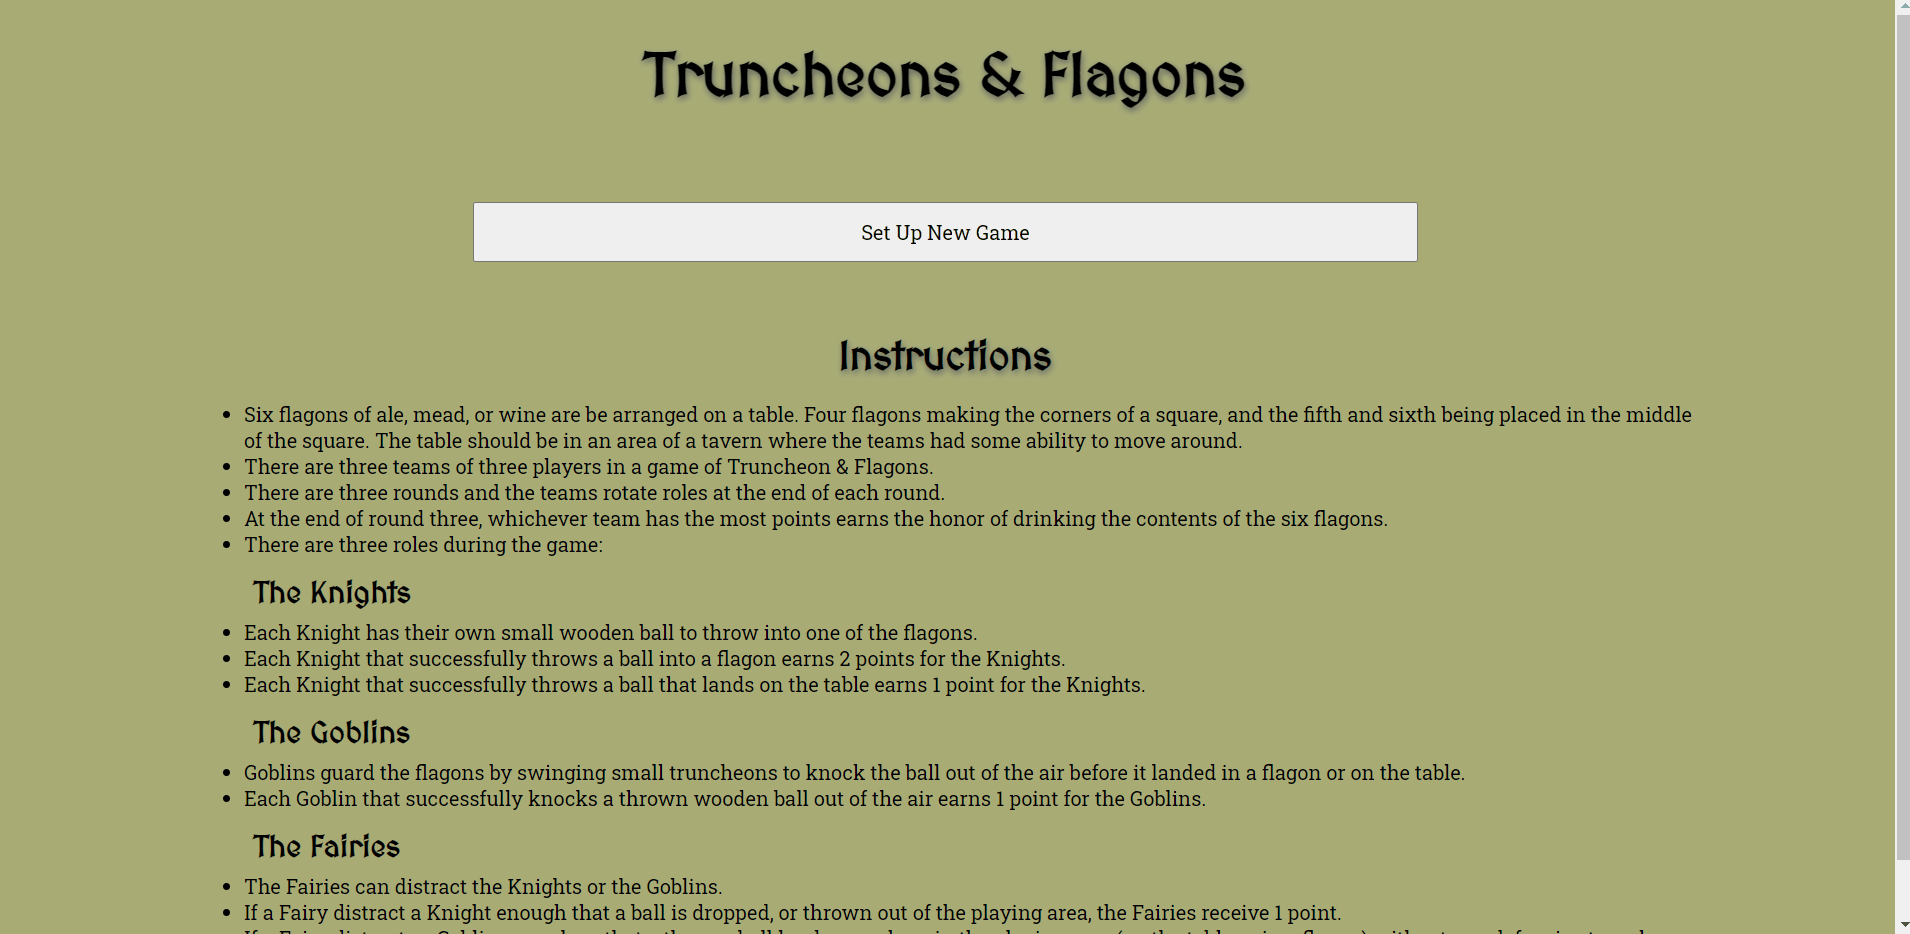 Truncheons & Flagons
Set Up New Game
Instructions
Six flagons of ale, mead, or wine are be arranged on a table. Four flagons making the corners of a square, and the fifth and sixth being placed in the middle
of the square. The table should be in an area of a tavern where the teams had some ability to move around.
There are three teams of three players in a game of Truncheon & Flagons.
There are three rounds and the teams rotate roles at the end of each round.
At the end of round three, whichever team has the most points earns the honor of drinking the contents of the six flagons.
There are three roles during the game:
The Knights
Each Knight has their own small wooden ball to throw into one of the flagons.
Each Knight that successfully throws a ball into a flagon earns 2 points for the Knights.
Each Knight that successfully throws a ball that lands on the table earns 1 point for the Knights.
The Goblins
Goblins guard the flagons by swinging small truncheons to knock the ball out of the air before it landed in a flagon or on the table.
Each Goblin that successfully knocks a thrown wooden ball out of the air earns 1 point for the Goblins.
The Fairies
The Fairies can distract the Knights or the Goblins.
If a Fairy distract a Knight enough that a ball is dropped, or thrown out of the playing area, the Fairies receive 1 point.